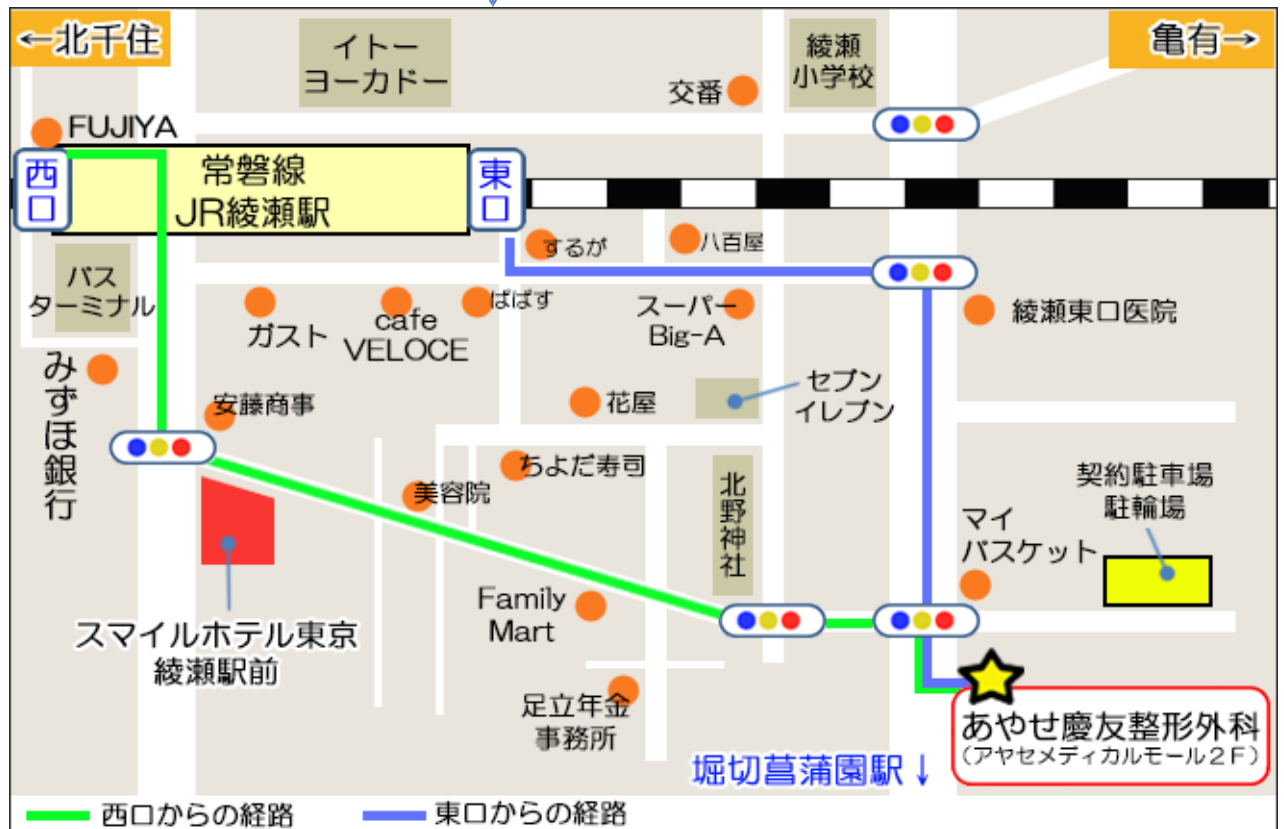 ←北千住
イトー
ヨーカドー
綾瀬
小学校
亀有→
交番
FUJIYA
西口
常磐線
JR綾瀬駅
東口
するが
八百屋
バス
ターミナル
ガスト
cafe
VELOCE
ぱぱす
スーパー
Big-A
綾瀬東口医院
みずほ銀行
安藤商事
花屋
セブン
イレブン
美容院
ちよだ寿司
北野神社
契約駐車場
駐輪場
マイ
バスケット
スマイルホテル東京
綾瀬駅前
Family
Mart
足立年金
事務所
あやせ慶友整形外科
(アヤセメディカルモール2F)
堀切菖蒲園駅↓
西口からの経路
東口からの経路